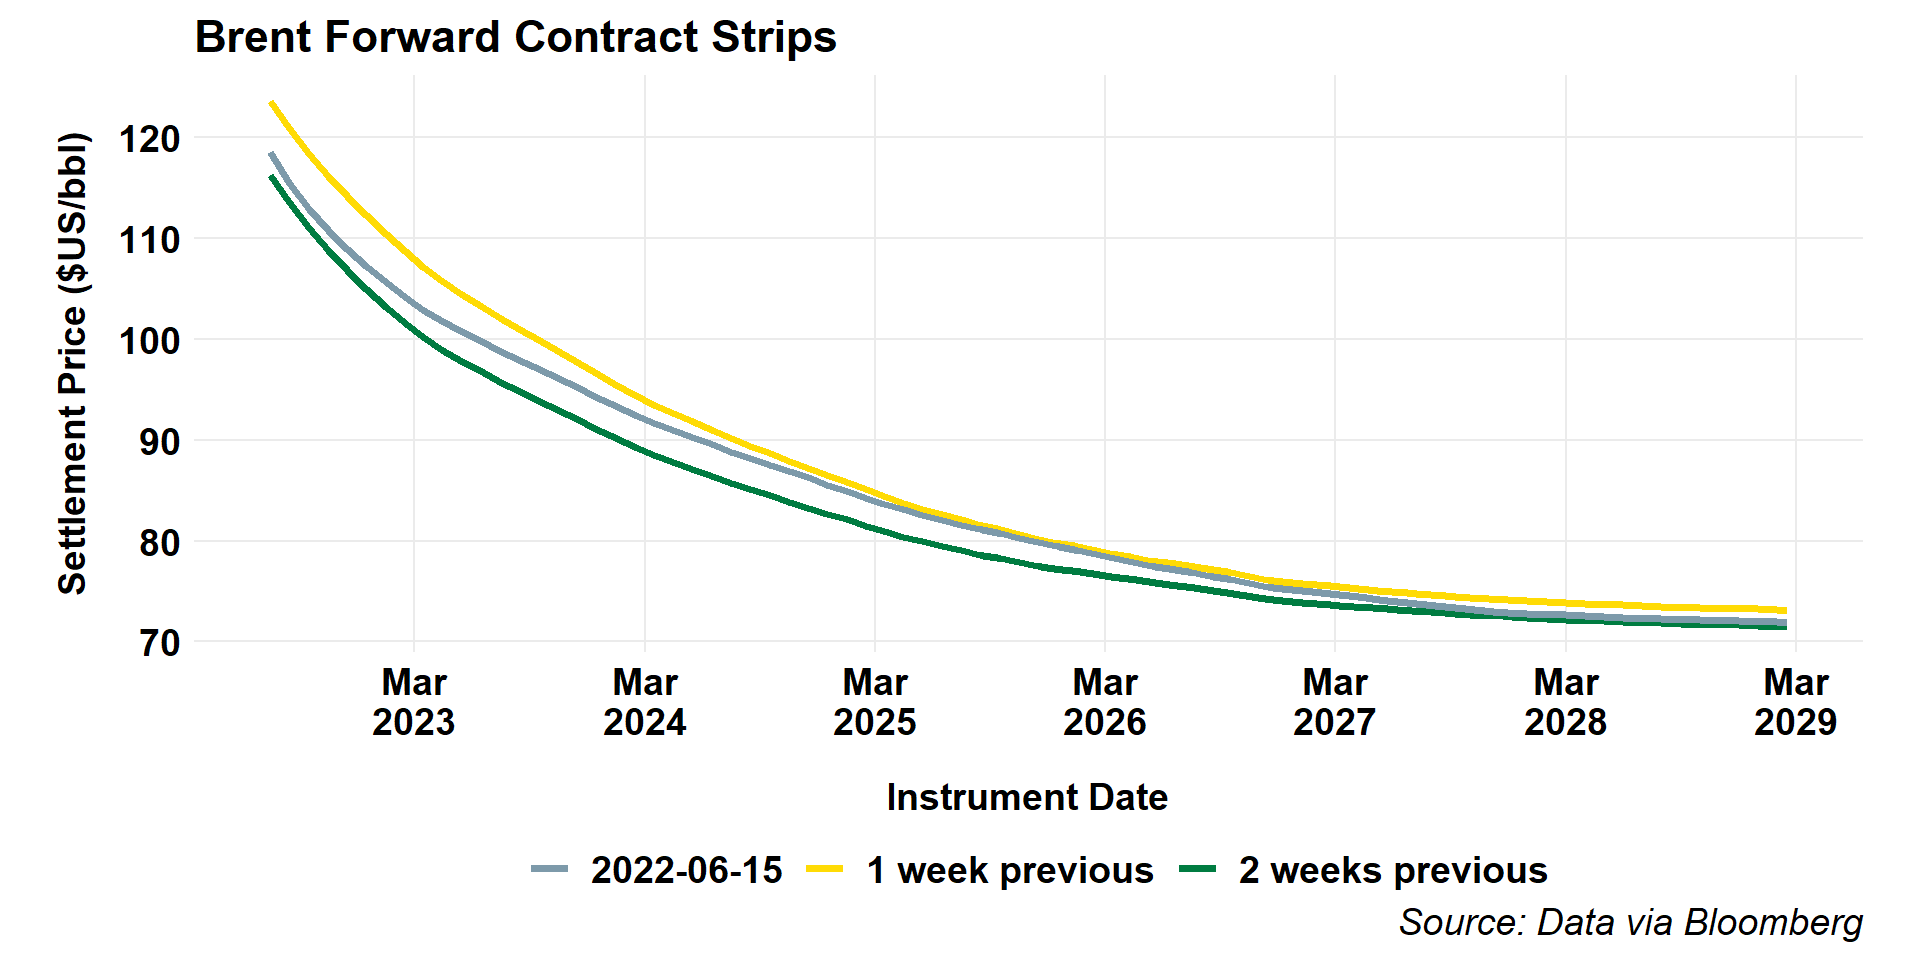 Brent Forward Contract Strips
Settlement Price ($US/bbl)
120
110
100
90
80
70
Mar 2023
Mar 2024
Mar 2025
Mar 2026
Mar 2027
Mar 2028
Mar 2029
Instrument Date
2022-06-15 1 week previous 2 weeks previous
Source: Data via Bloomberg